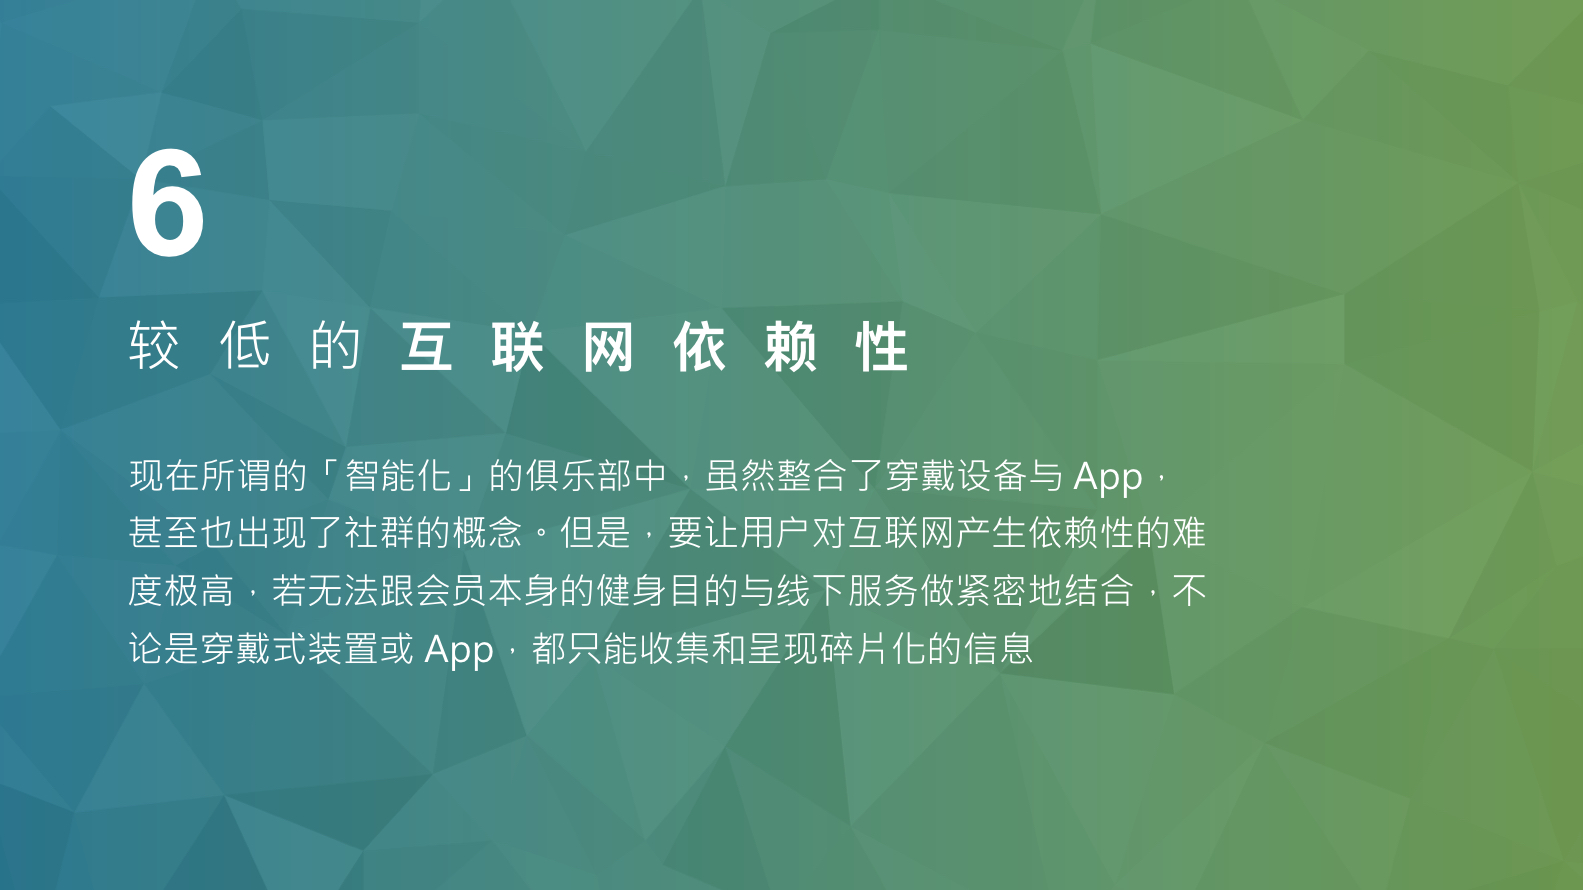 6
较低的互联网依赖性
现在所谓的「智能化」的俱乐部中，虽然整合了穿戴设备与 App，
甚至也出现了社群的概念。但是，要让用户对互联网产生依赖性的难
度极高，若无法跟会员本身的健身目的与线下服务做紧密地结合，不
论是穿戴式装置或 App，都只能收集和呈现碎片化的信息